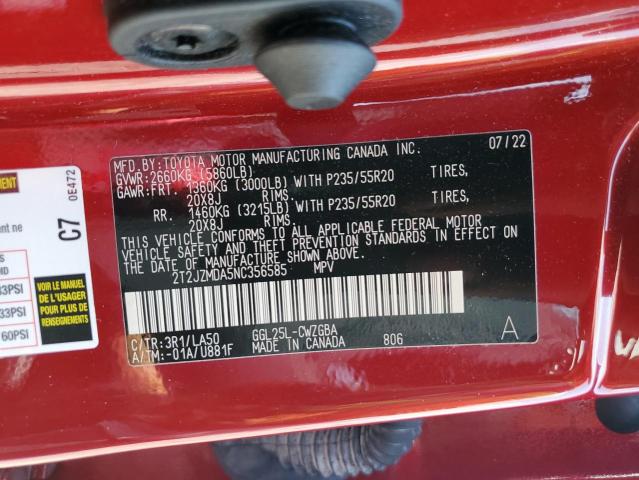 MFD.BY:TOYOTA MOTOR MANUFACTURING CANADA INC. 07/22
GVWR:2660KG (5860LB)
GAWR:FRT. 1360KG (3000LB) WITH P235/55R20 TIRES,
20X8J RIMS.
RR. 1460KG (3215LB) WITH P235/55R20 TIRES,
20X8J RIMS.
THIS VEHICLE CONFORMS TO ALL APPLICABLE FEDERAL MOTOR
VEHICLE SAFETY AND THEFT PREVENTION STANDARDS IN EFFECT ON
THE DATE OF MANUFACTURE SHOWN ABOVE.
2T2JZMDA5NC356585 MPV
C/TR:3R1/LA50 GGL25L-CWZGBA A
A/TM:-01A/U881F MADE IN CANADA 806
C7 0E472
VOIR LE MANUEL
DE L'USAGER
POUR PLUS DE
RENSEIGNEMENTS
33PSI
60PSI